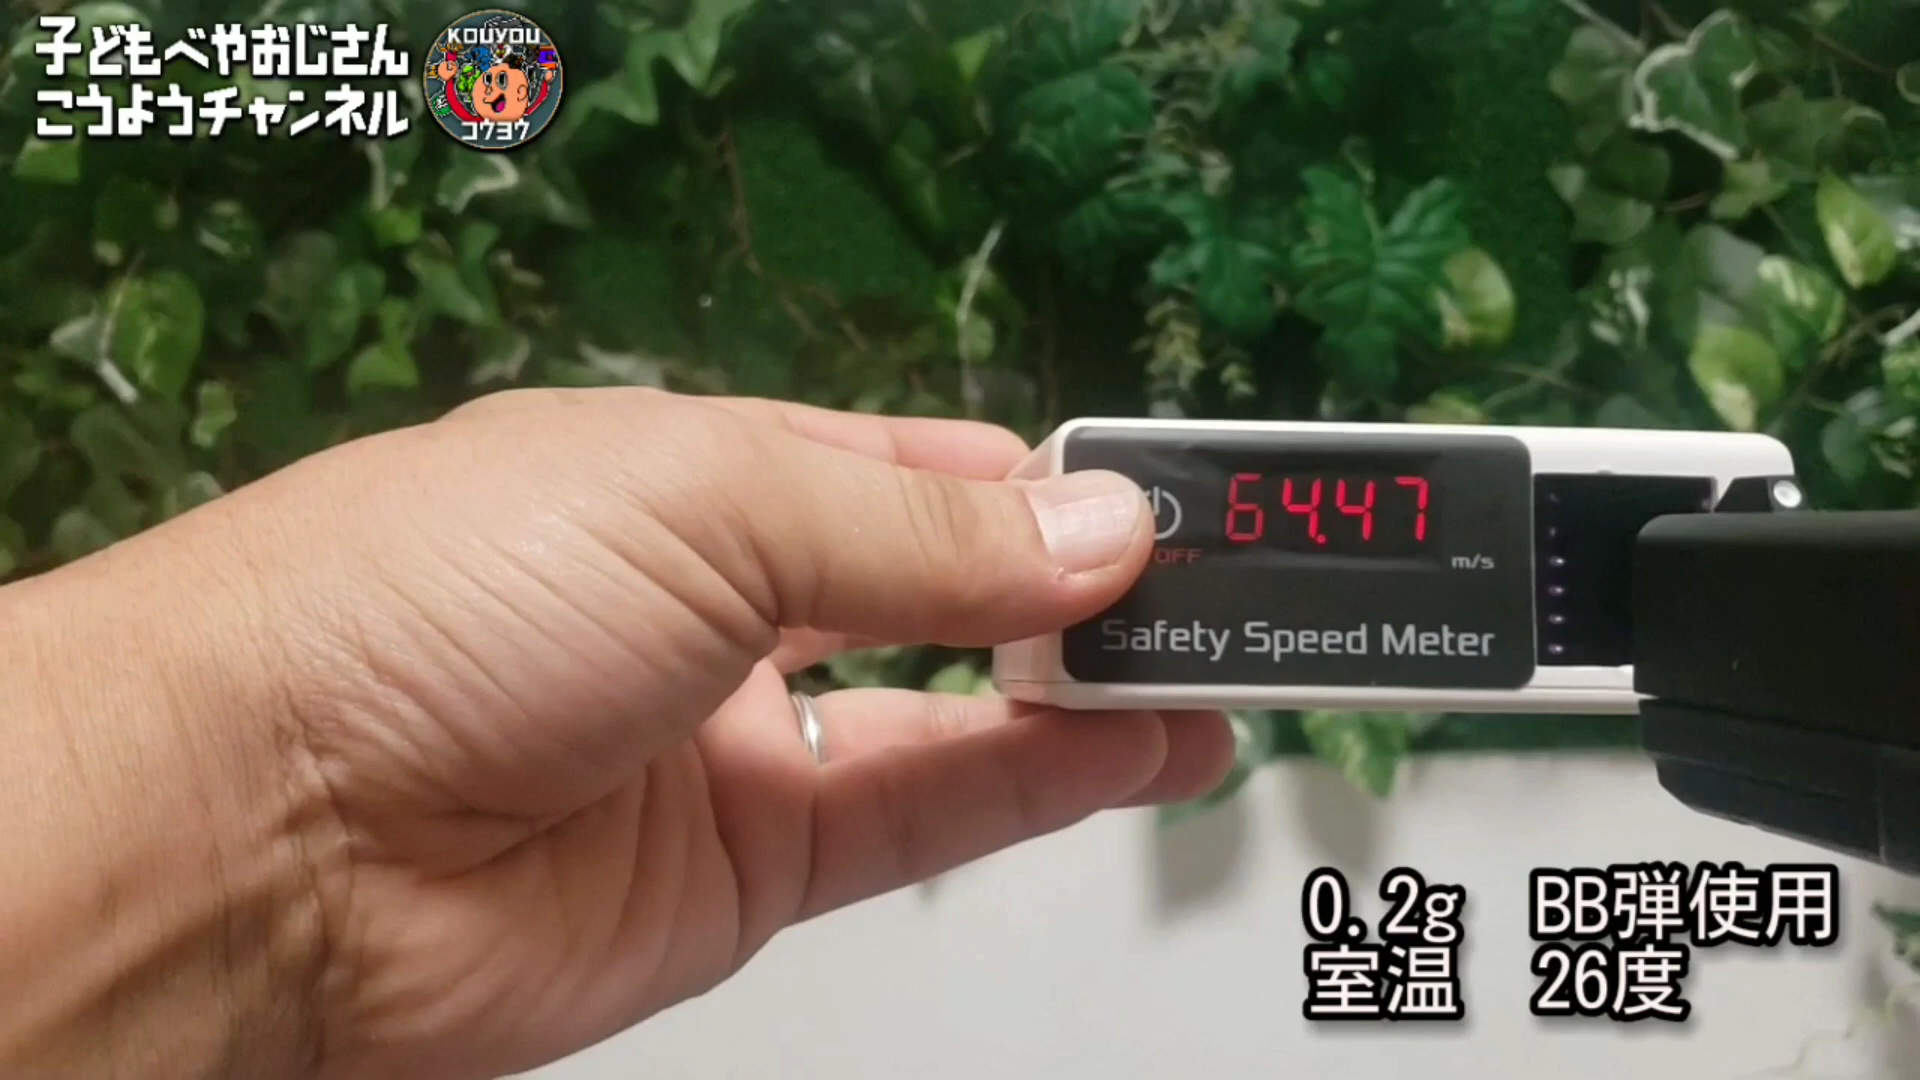 子どもべやおじさん
こうようチャンネル
KOUYOU
コウヨウ
64.47
OFF
m/s
Safety Speed Meter
0.2g BB弾使用
室温 26度